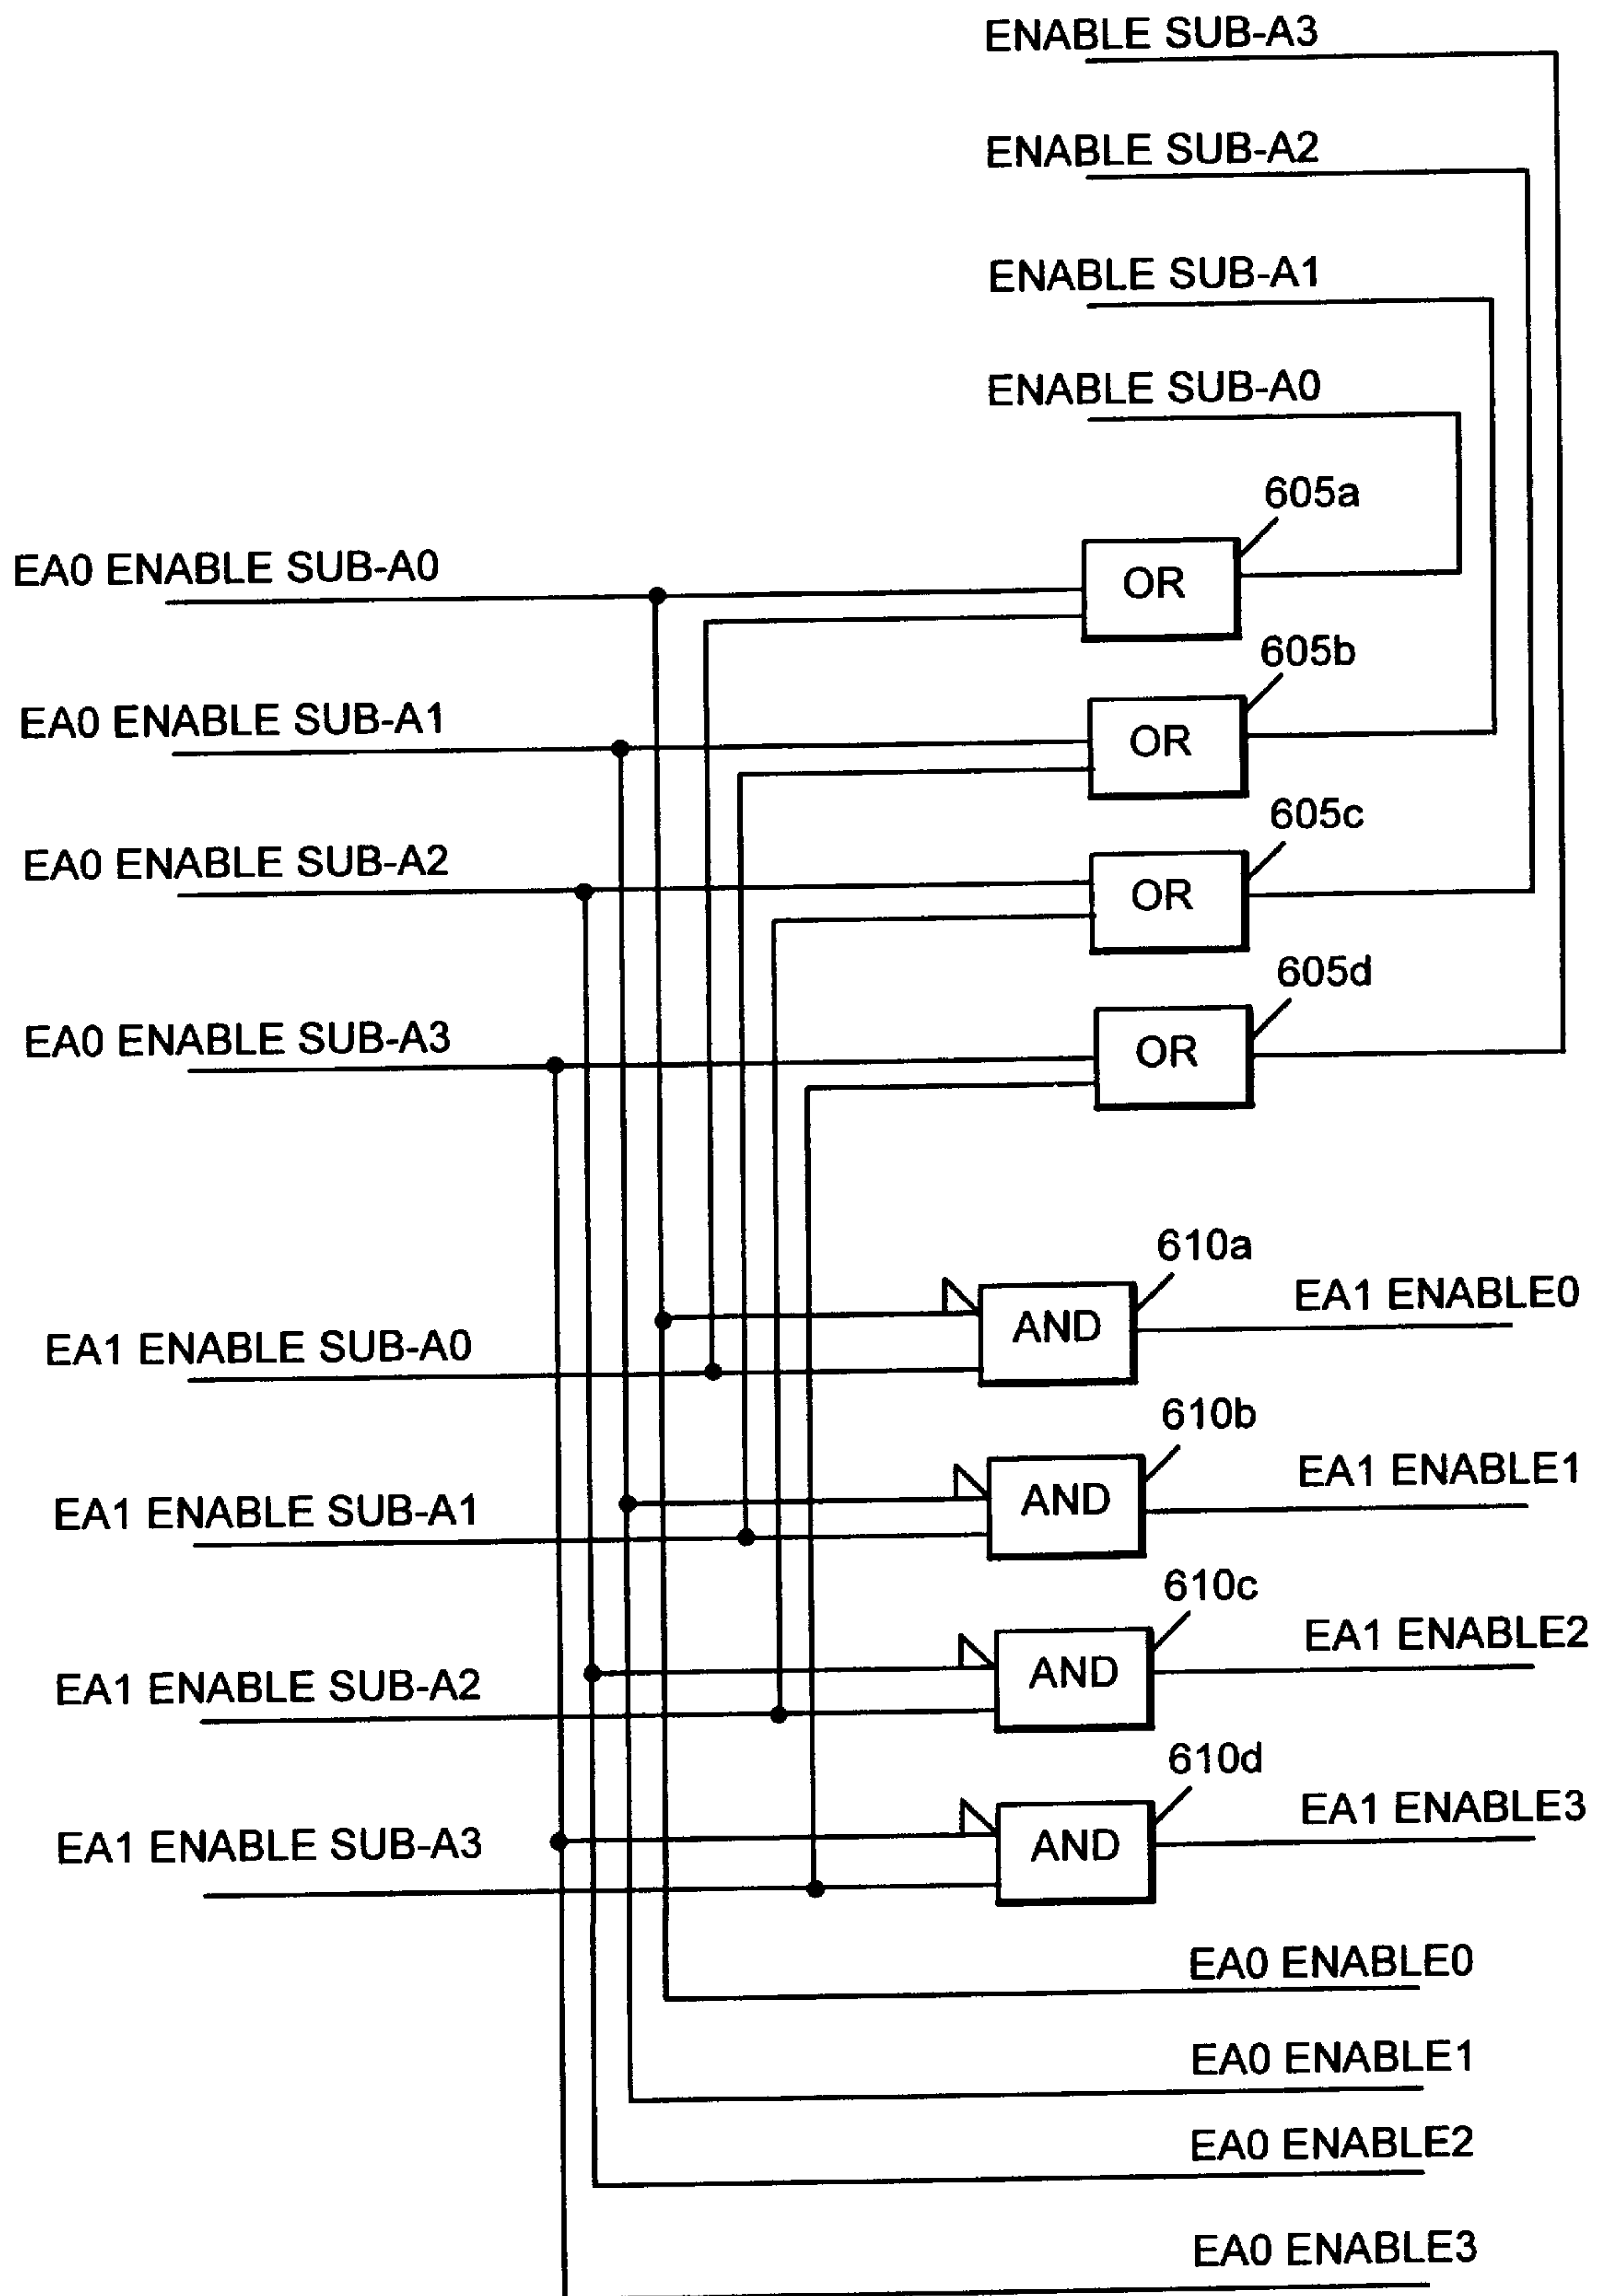 ENABLE SUB-A3
ENABLE SUB-A2
ENABLE SUB-A1
ENABLE SUB-A0
605a
EA0 ENABLE SUB-A0
OR
605b
EA0 ENABLE SUB-A1
OR
605c
EA0 ENABLE SUB-A2
OR
605d
EA0 ENABLE SUB-A3
OR
610a
EA1 ENABLE0
AND
EA1 ENABLE SUB-A0
610b
EA1 ENABLE1
AND
EA1 ENABLE SUB-A1
610c
EA1 ENABLE2
AND
EA1 ENABLE SUB-A2
610d
EA1 ENABLE3
AND
EA1 ENABLE SUB-A3
EA0 ENABLE0
EA0 ENABLE1
EA0 ENABLE2
EA0 ENABLE3